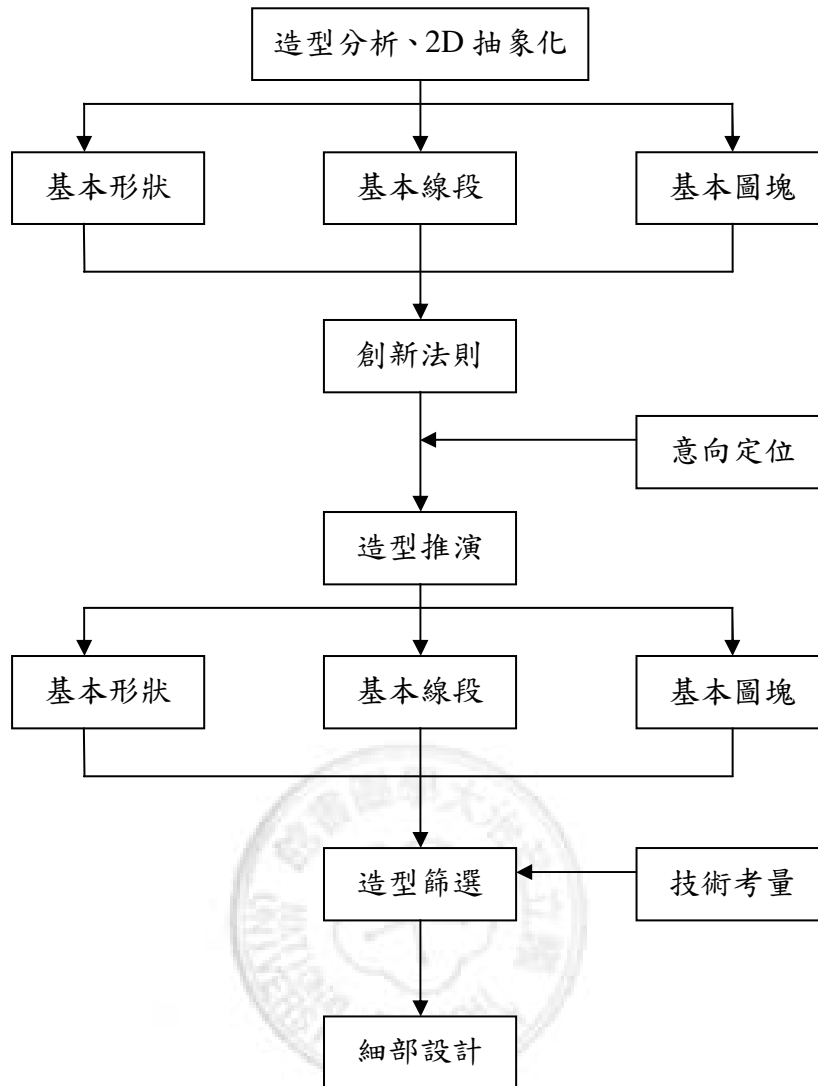 造型分析、2D 抽象化
基本形狀
基本線段
基本圖塊
創新法則
意向定位
造型推演
基本形狀
基本線段
基本圖塊
造型篩選
技術考量
細部設計